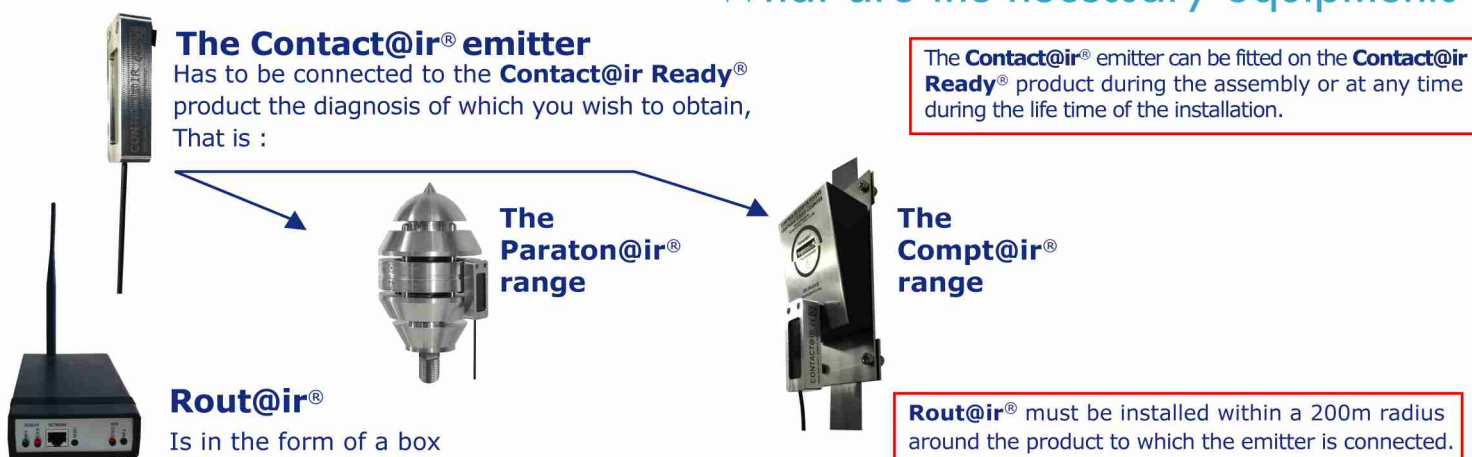 The Contact@ir® emitter
Has to be connected to the Contact@ir Ready®
product the diagnosis of which you wish to obtain,
That is :
The Contact@ir® emitter can be fitted on the Contact@ir
Ready® product during the assembly or at any time
during the life time of the installation.
The
Paraton@ir®
range
The
Compt@ir®
range
CONTACT@IR
Rout@ir®
Is in the form of a box
Rout@ir® must be installed within a 200m radius
around the product to which the emitter is connected.
NETWORK